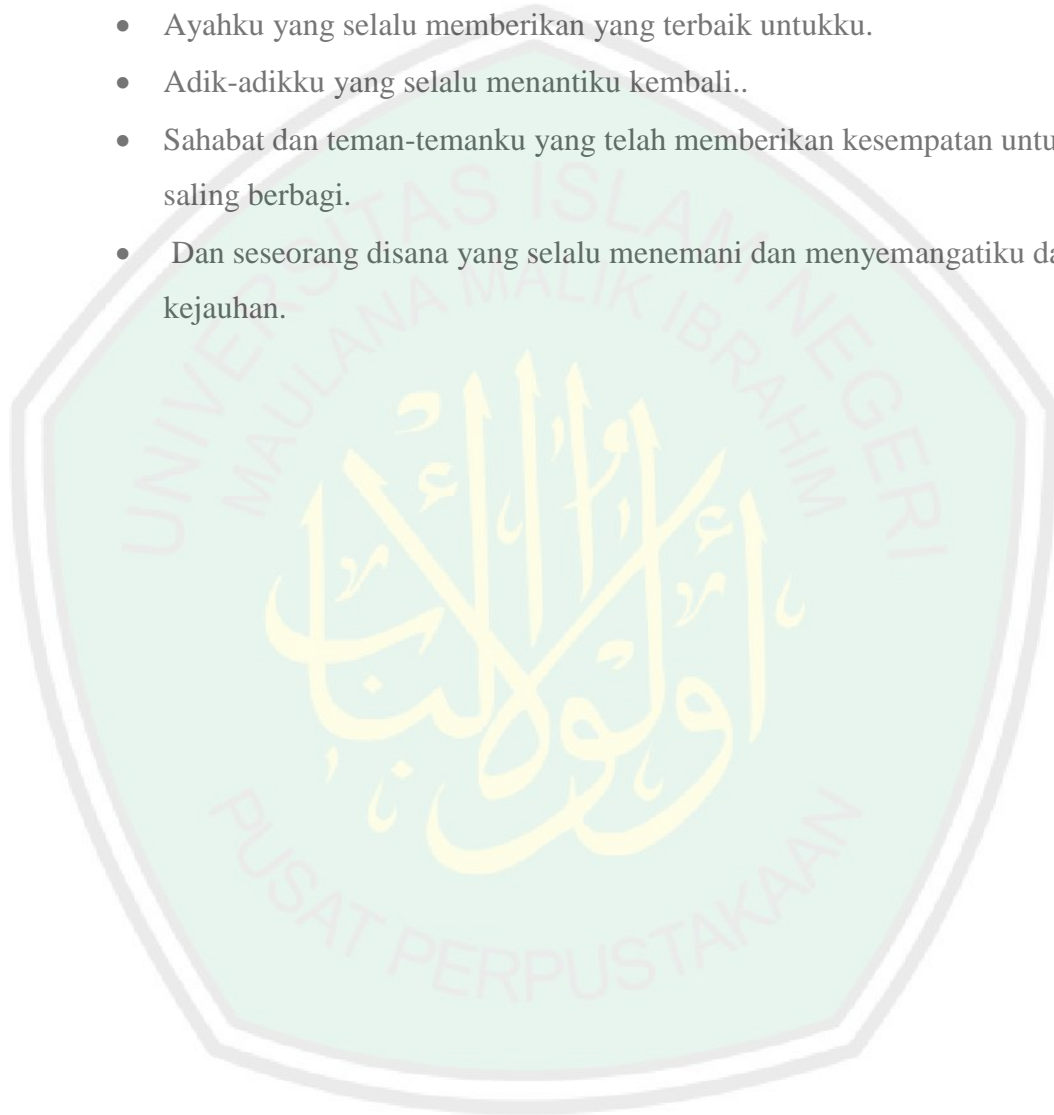 • Ayahku yang selalu memberikan yang terbaik untukku.
• Adik-adikku yang selalu menantiku kembali..
• Sahabat dan teman-temanku yang telah memberikan kesempatan untu
saling berbagi.
• Dan seseorang disana yang selalu menemani dan menyemangatiku da
kejauhan.
UNIVERSITAS ISLAM NEGERI
MAULANA MALIK IBRAHIM
أولوا الألباب
PUSAT PERPUSTAKAAN